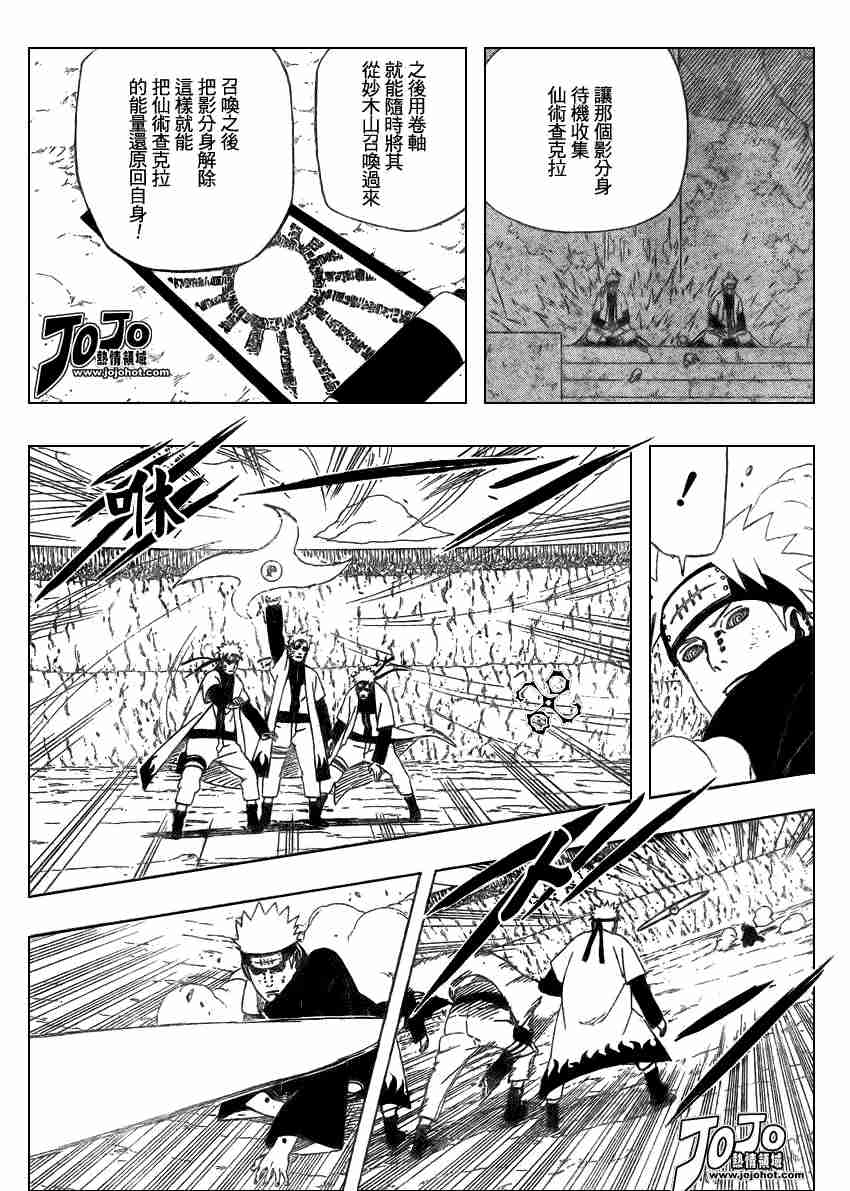 讓那個影分身
待機收集
仙術查克拉
之後用卷軸
就能隨時將其
從妙木山召喚過來
召喚之後
把影分身解除
這樣就能
把仙術查克拉
的能量還原回自身！
JOJO
熱情領域
www.jojohot.com
！
咻
卜
JOJO
熱情領域
www.jojohot.com